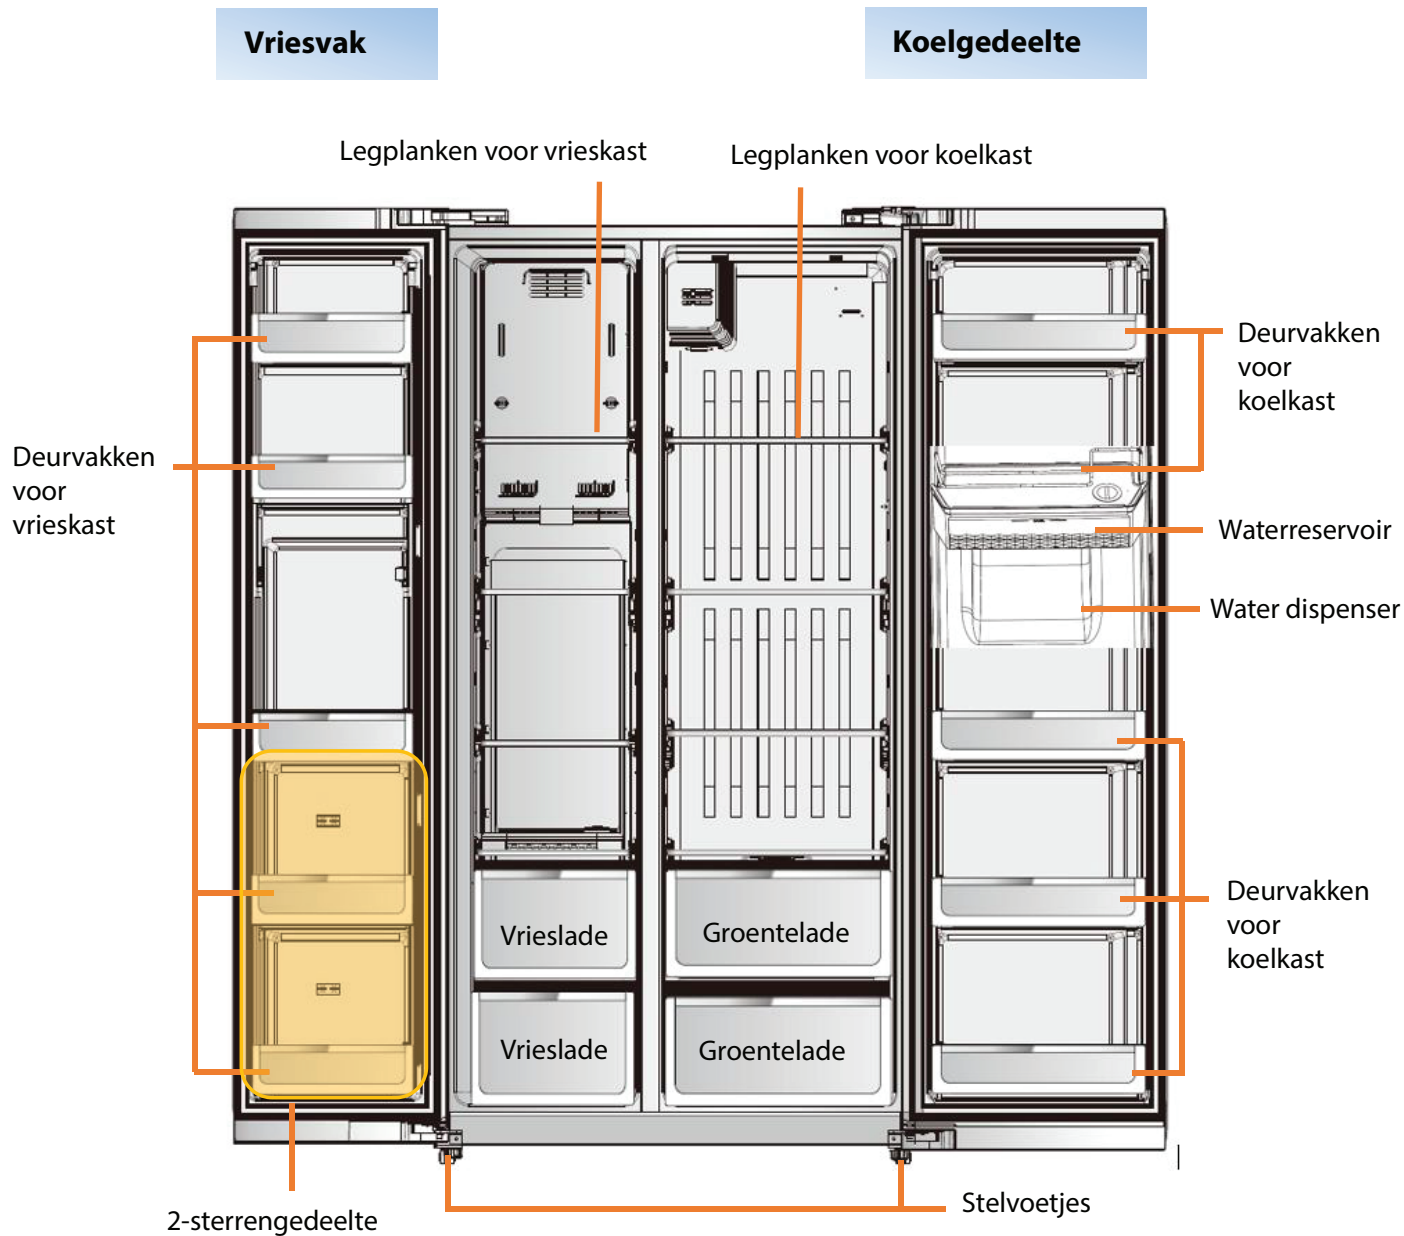 Vriesvak
Koelgedeelte
Legplanken voor vrieskast
Legplanken voor koelkast
Deurvakken
voor
koelkast
Deurvakken
voor
vrieskast
Waterreservoir
Water dispenser
Deurvakken
voor
koelkast
Vrieslade
Groentelade
Vrieslade
Groentelade
Stelvoetjes
2-sterrengedeelte